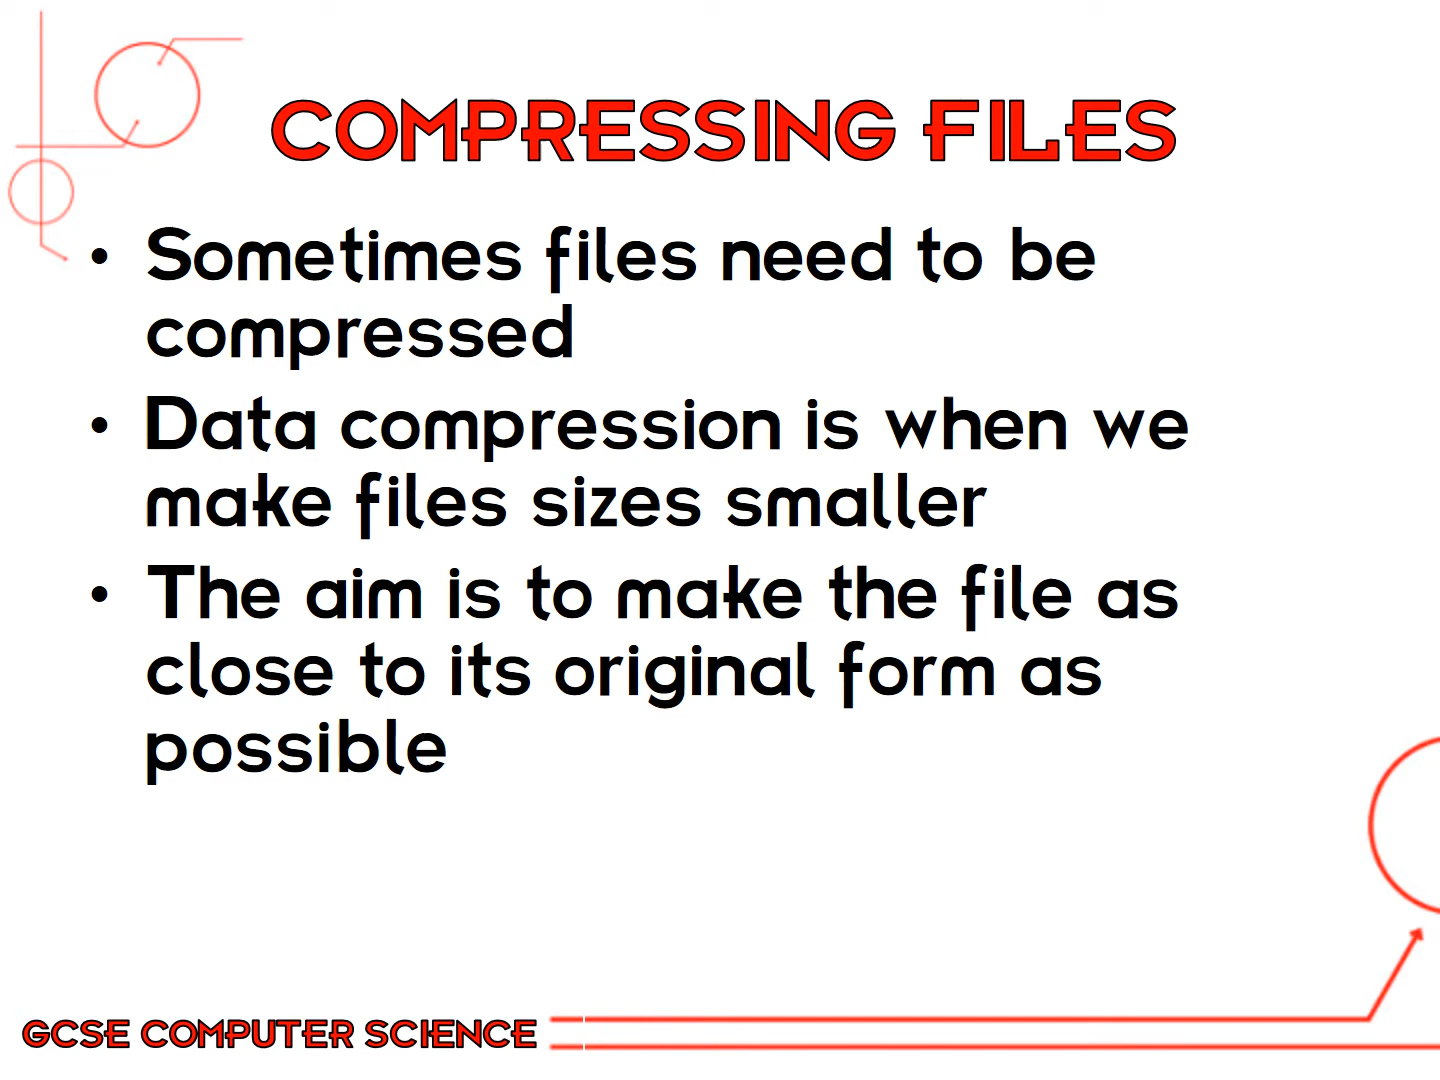 COMPRESSING FILES
• Sometimes files need to be
compressed
• Data compression is when we
make files sizes smaller
• The aim is to make the file as
close to its original form as
possible
GCSE COMPUTER SCIENCE